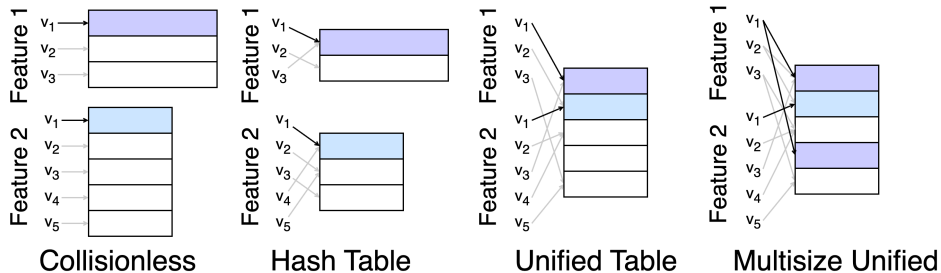 Feature 1
v1
v2
v3
Feature 2
v1
v2
v3
v4
v5
Collisionless
Feature 1
v1
v2
v3
Feature 2
v1
v2
v3
v4
v5
Hash Table
Feature 1
v1
v2
v3
Feature 2
v1
v2
v3
v4
v5
Unified Table
Feature 1
v1
v2
v3
Feature 2
v1
v2
v3
v4
v5
Multisize Unified